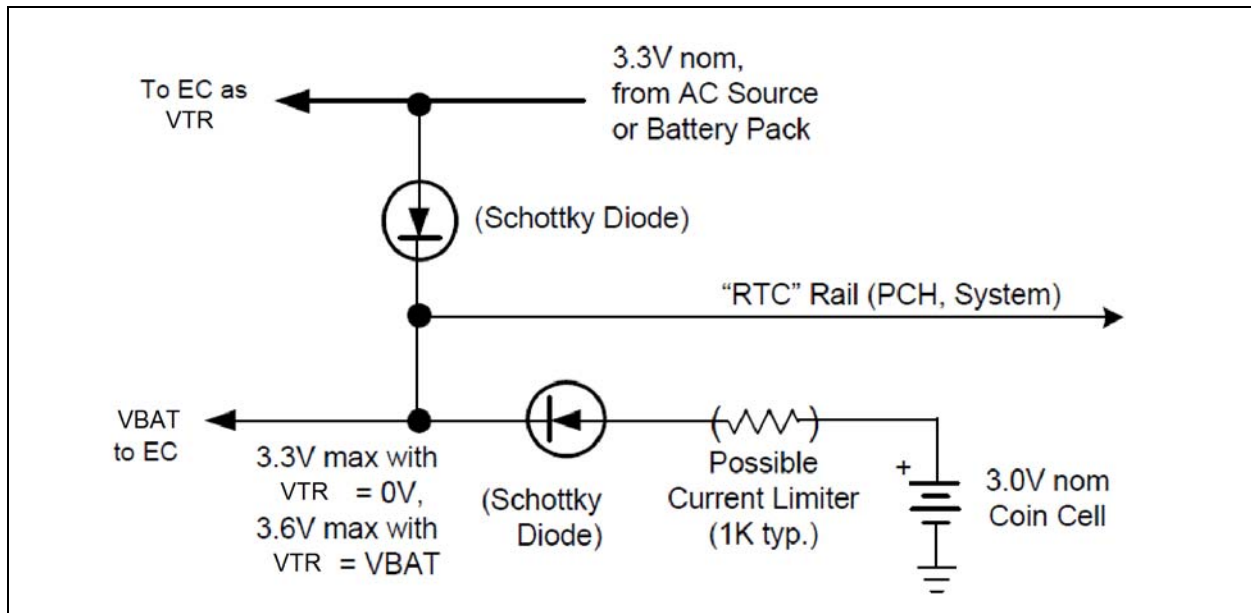 3.3V nom,
from AC Source
or Battery Pack
To EC as
VTR
(Schottky Diode)
“RTC” Rail (PCH, System)
VBAT
to EC
3.3V max with
VTR = 0V,
3.6V max with
VTR = VBAT
(Schottky
Diode)
( )
Possible
Current Limiter
(1K typ.)
+
3.0V nom
Coin Cell